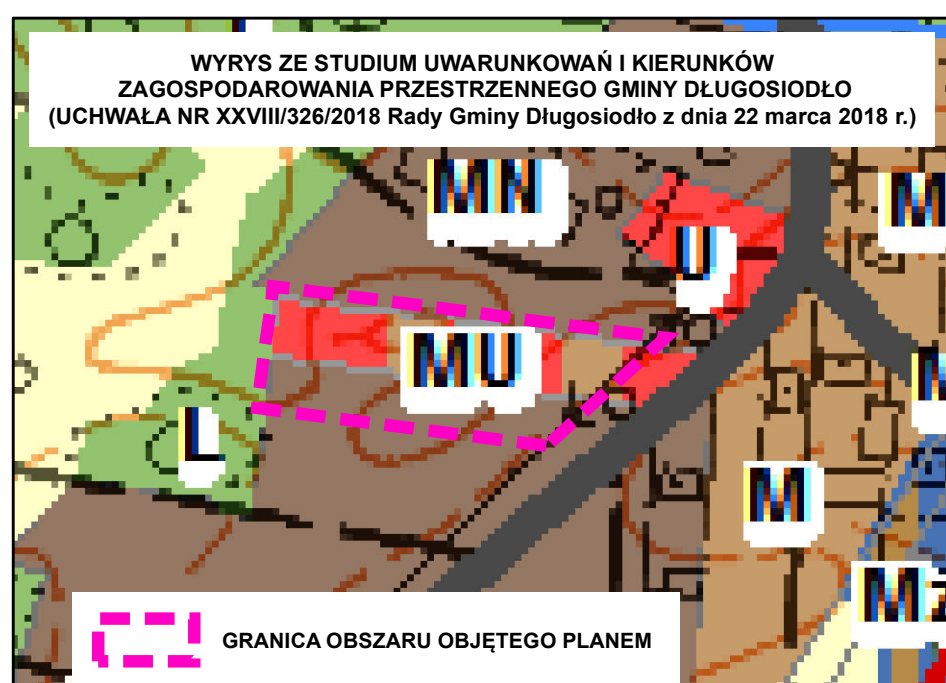 WYRYS ZE STUDIUM UWARUNKOWAŃ I KIERUNKÓW
ZAGOSPODAROWANIA PRZESTRZENNEGO GMINY DŁUGOSIODŁO
(UCHWAŁA NR XXVIII/326/2018 Rady Gminy Długosiodło z dnia 22 marca 2018 r.)
MN
M
U
MU
M
L
M
Mz
GRANICA OBSZARU OBJĘTEGO PLANEM